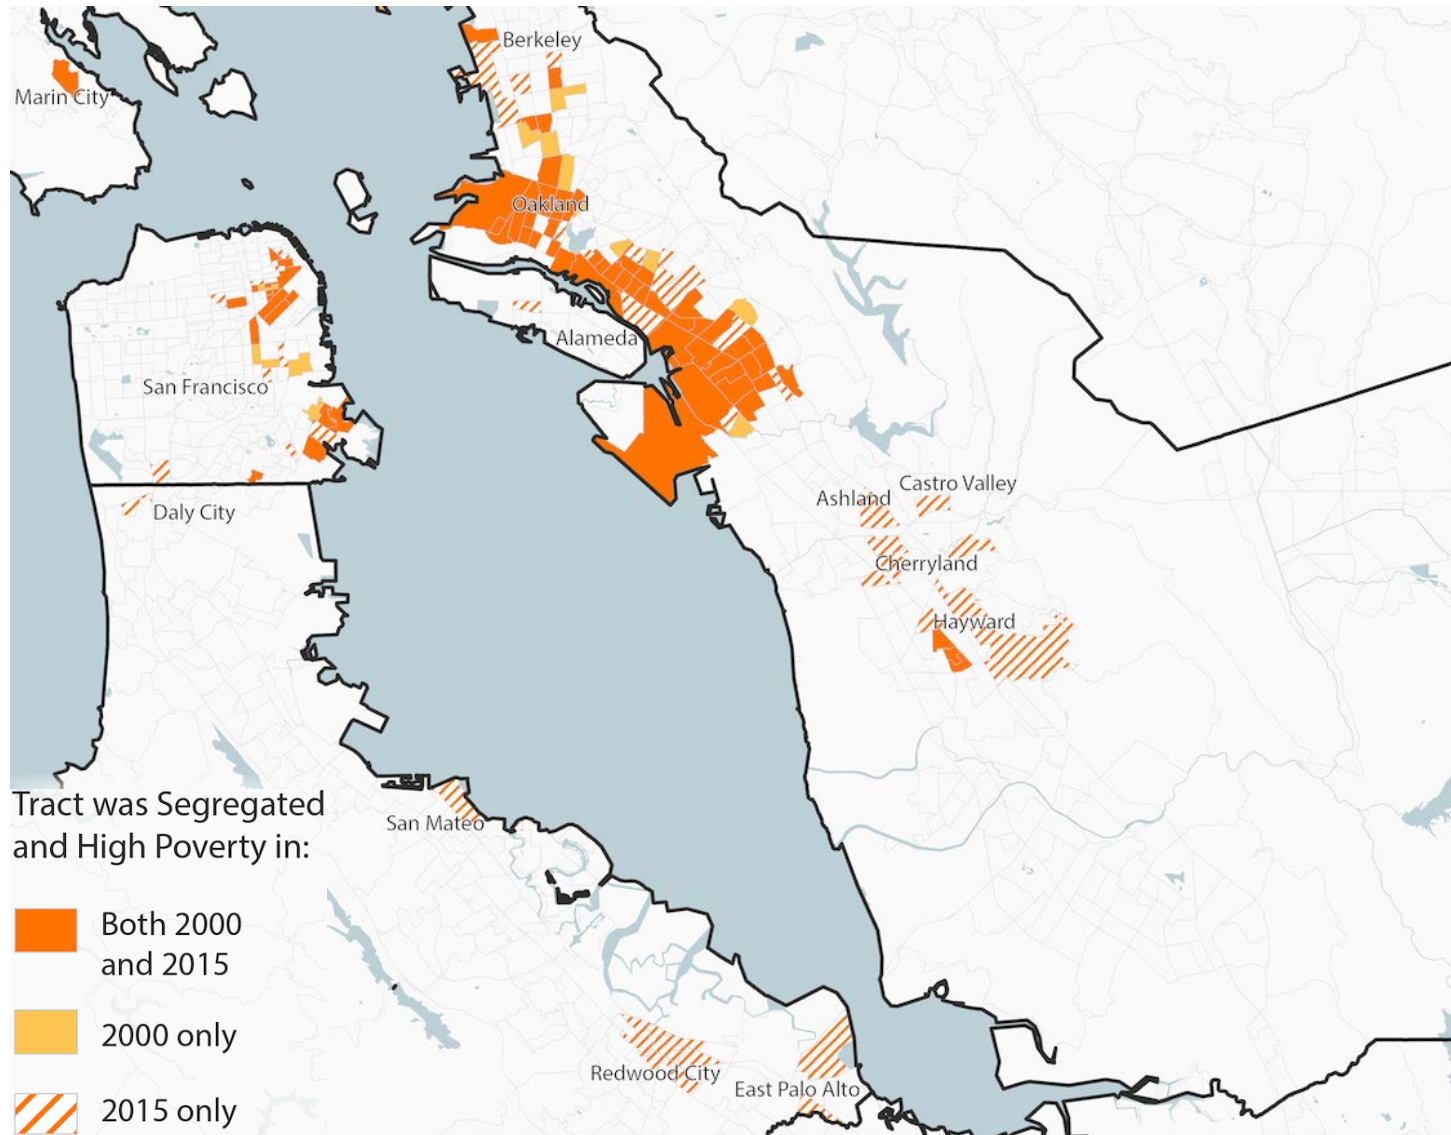 Berkeley
Marin City
Oakland
Alameda
San Francisco
Castro Valley
Ashland
Daly City
Cherryland
Hayward
Tract was Segregated
and High Poverty in:
San Mateo
Both 2000
and 2015
2000 only
Redwood City
East Palo Alto
2015 only